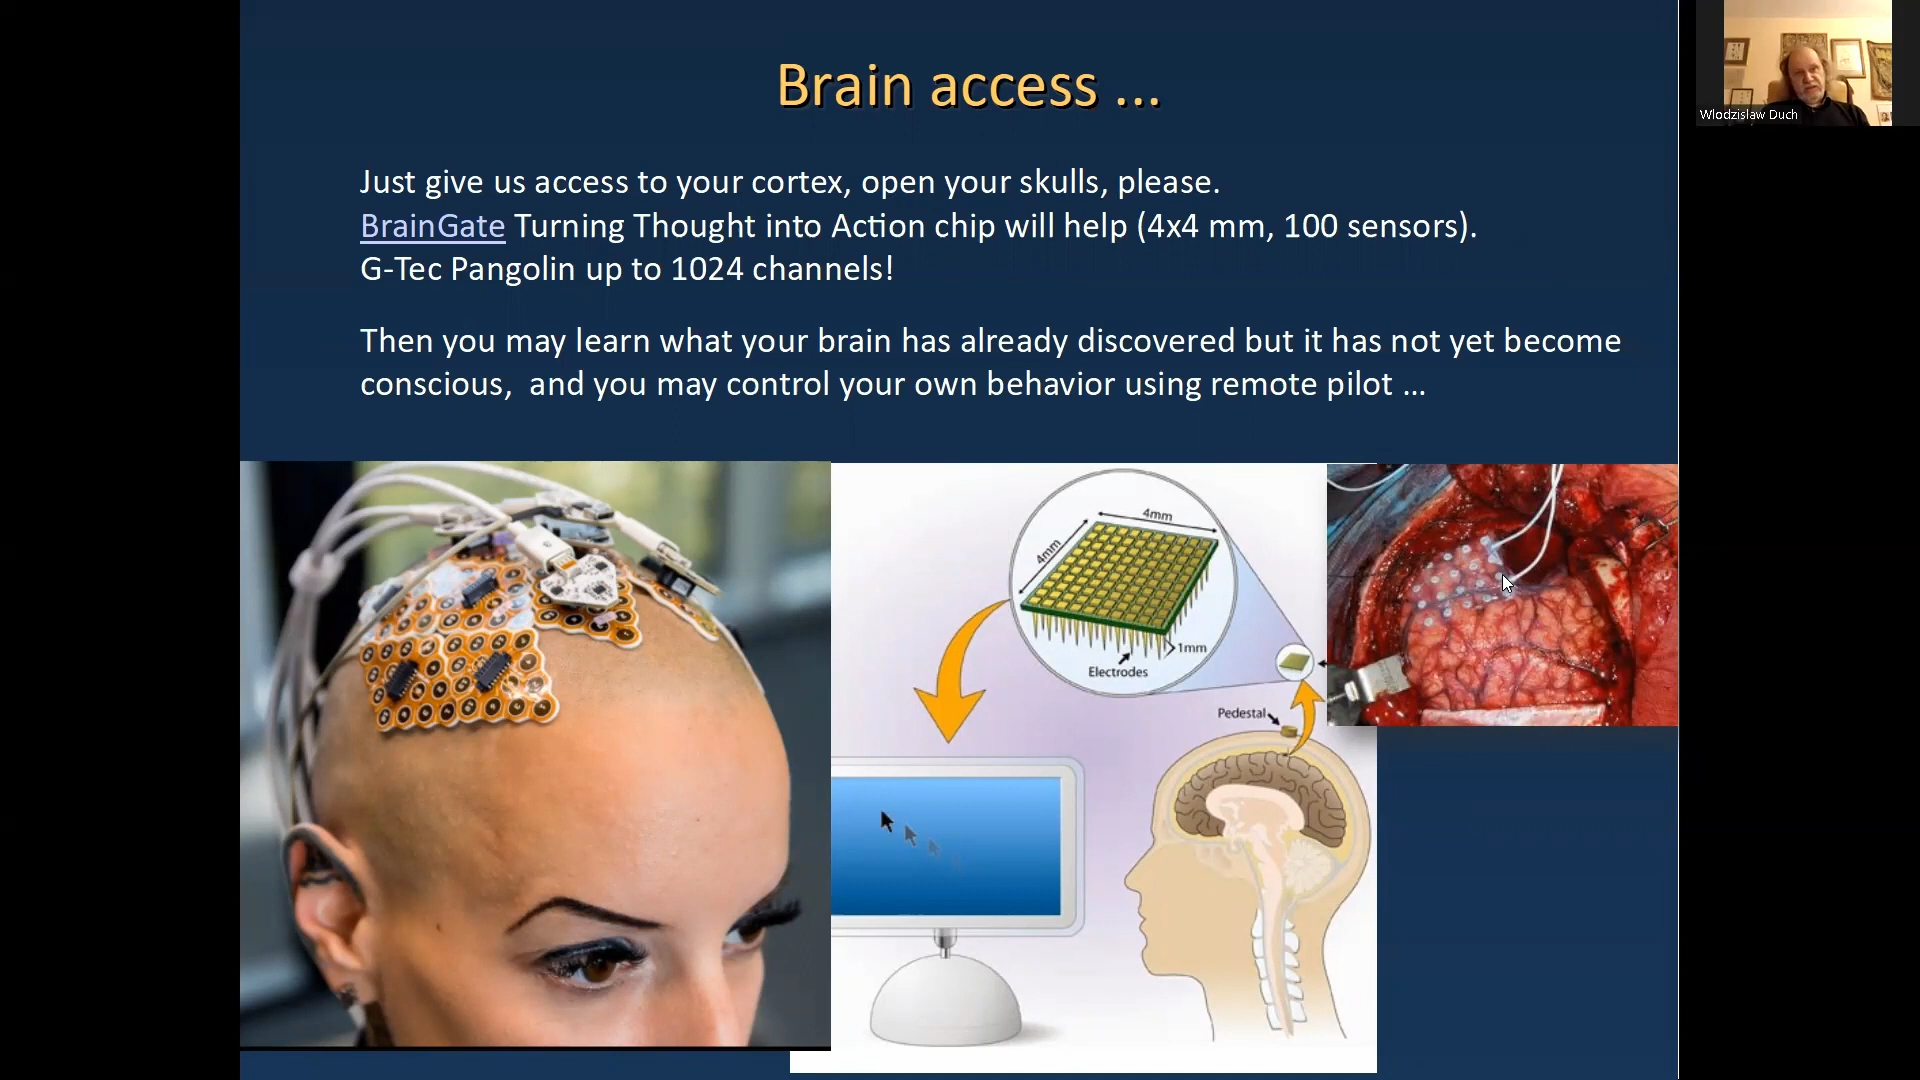 Brain access ...
Wlodzislaw Duch
Just give us access to your cortex, open your skulls, please.
BrainGate Turning Thought into Action chip will help (4x4 mm, 100 sensors).
G-Tec Pangolin up to 1024 channels!
Then you may learn what your brain has already discovered but it has not yet become
conscious,  and you may control your own behavior using remote pilot ...
4mm
4mm
1mm
Electrodes
Pedestal